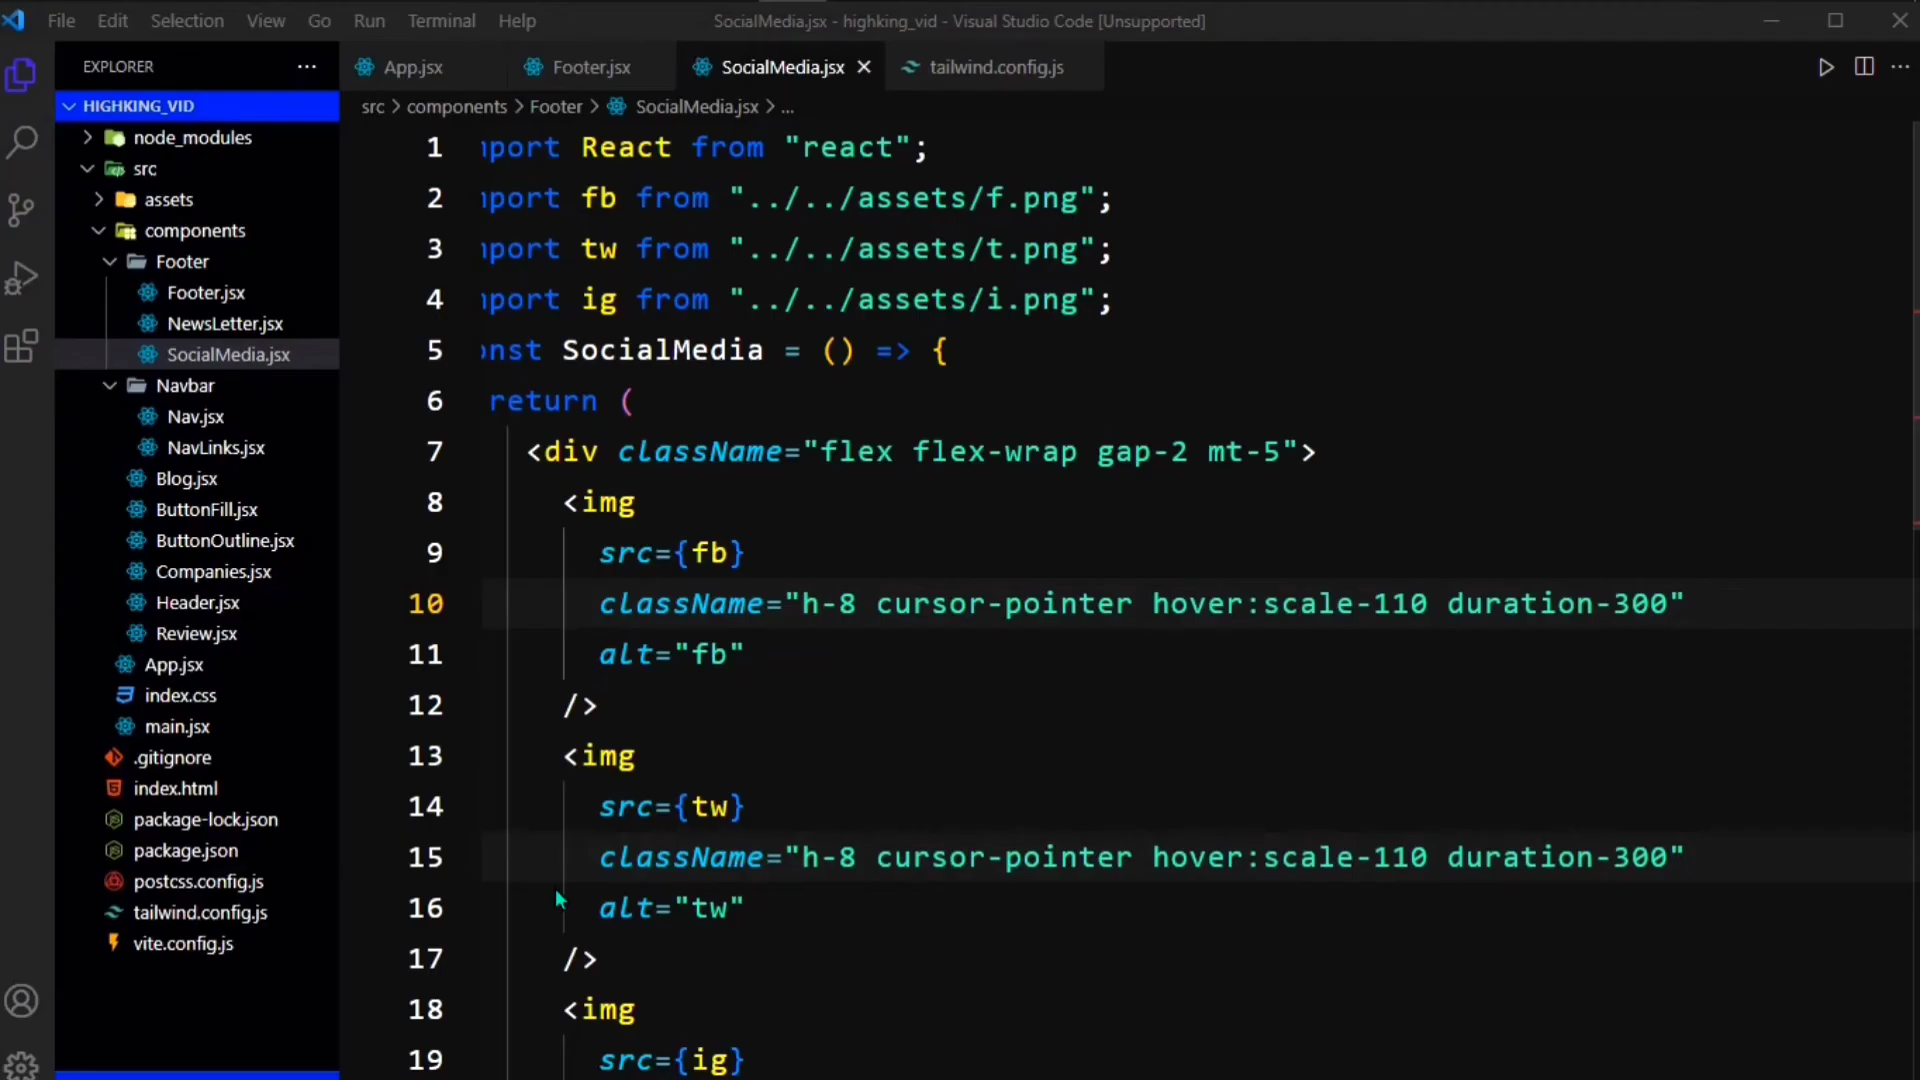 File Edit Selection View Go Run Terminal Help
SocialMedia.jsx - highking_vid - Visual Studio Code [Unsupported]
EXPLORER ...
App.jsx
Footer.jsx
SocialMedia.jsx
tailwind.config.js
HIGHKING_VID
node_modules
src
assets
components
Footer
Footer.jsx
NewsLetter.jsx
SocialMedia.jsx
Navbar
Nav.jsx
NavLinks.jsx
Blog.jsx
ButtonFill.jsx
ButtonOutline.jsx
Companies.jsx
Header.jsx
Review.jsx
App.jsx
index.css
main.jsx
.gitignore
index.html
package-lock.json
package.json
postcss.config.js
tailwind.config.js
vite.config.js
src > components > Footer > SocialMedia.jsx > ...
1 mport React from "react";
2 mport fb from "../../assets/f.png";
3 mport tw from "../../assets/t.png";
4 mport ig from "../../assets/i.png";
5 onst SocialMedia = () => {
6 return (
7 <div className="flex flex-wrap gap-2 mt-5">
8 <img
9 src={fb}
10 className="h-8 cursor-pointer hover:scale-110 duration-300"
11 alt="fb"
12 />
13 <img
14 src={tw}
15 className="h-8 cursor-pointer hover:scale-110 duration-300"
16 alt="tw"
17 />
18 <img
19 src={ig}